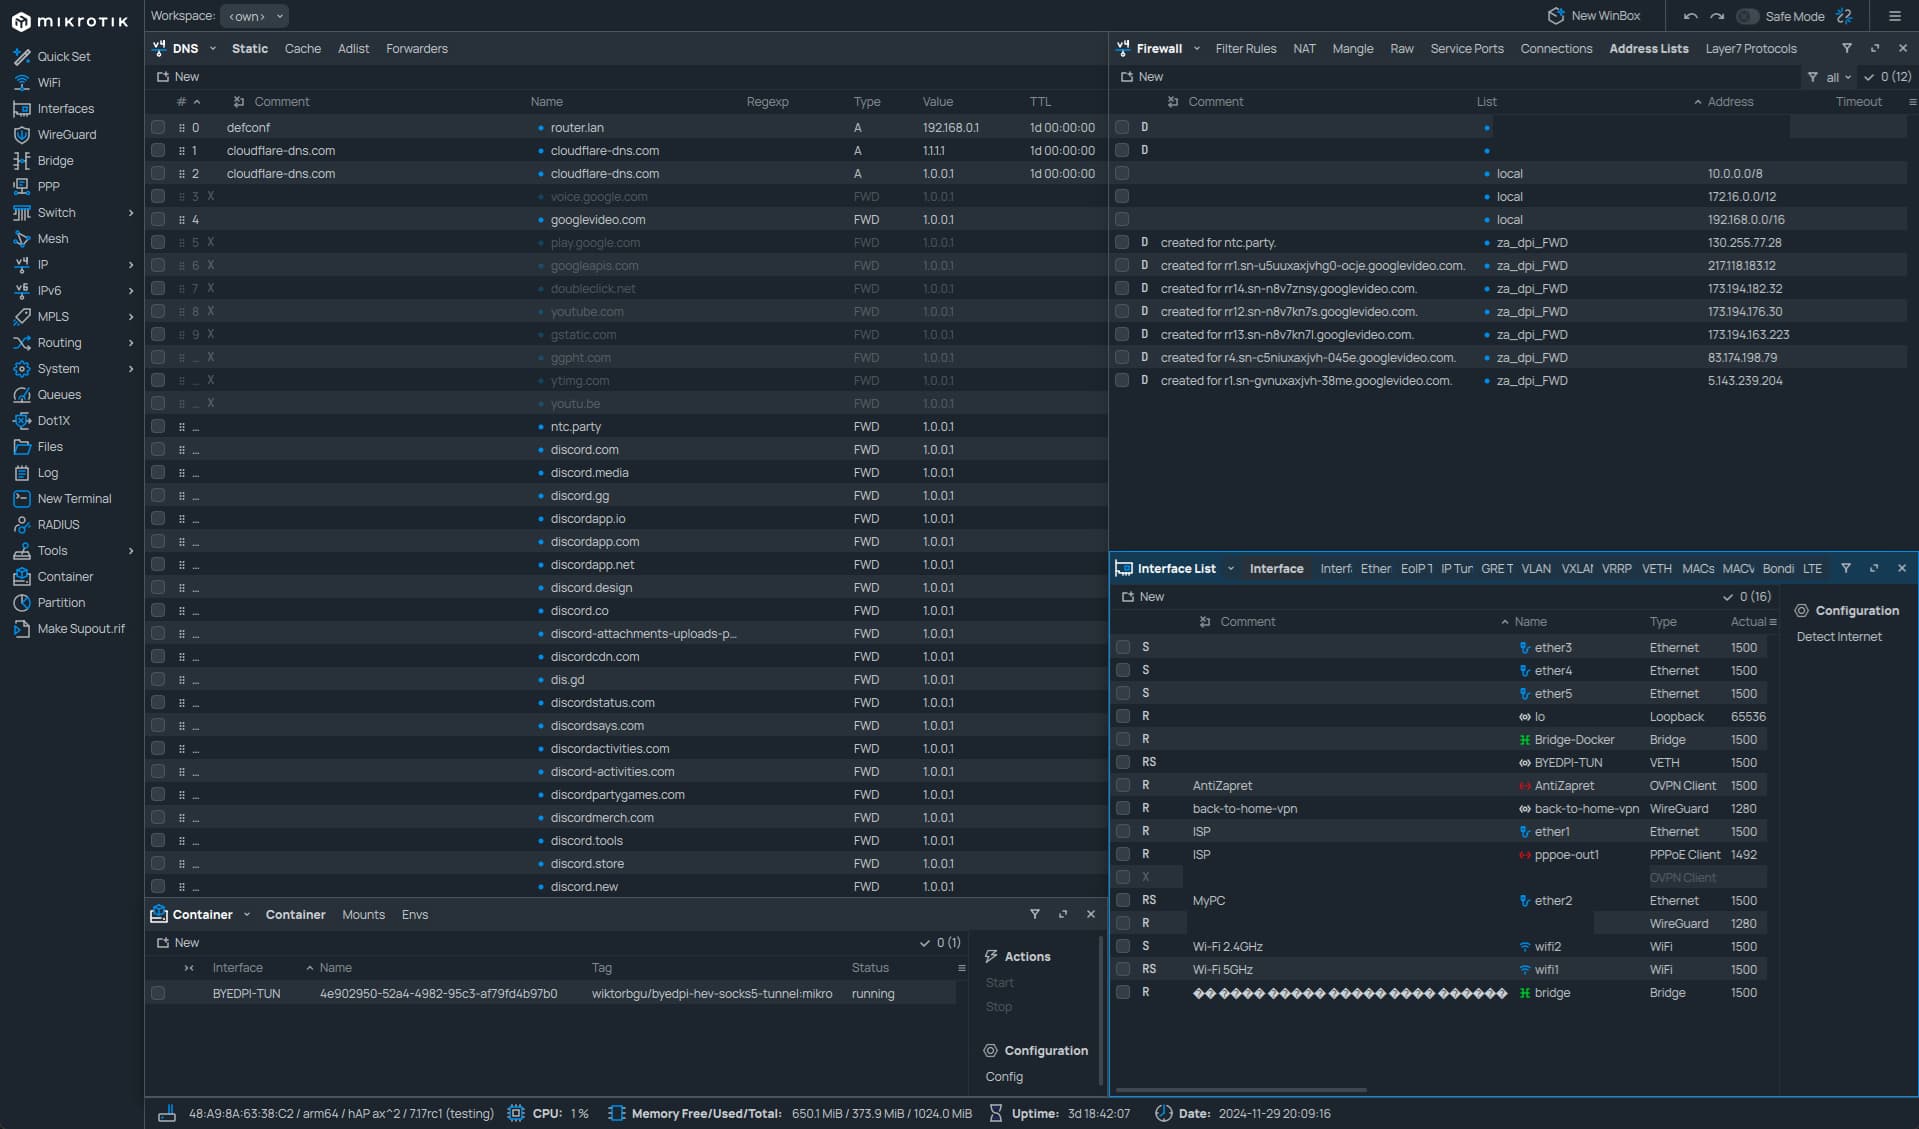 MIKROTIK
Workspace: <own>
New WinBox
Safe Mode
Quick Set
WiFi
Interfaces
WireGuard
Bridge
PPP
Switch
Mesh
IP
IPv6
MPLS
Routing
System
Queues
Dot1X
Files
Log
New Terminal
RADIUS
Tools
Container
Partition
Make Supout.rif
DNS Static Cache Adlist Forwarders
New
# Comment Name Regexp Type Value TTL
0 defconf router.lan A 192.168.0.1 1d 00:00:00
1 cloudflare-dns.com cloudflare-dns.com A 1.1.1.1 1d 00:00:00
2 cloudflare-dns.com cloudflare-dns.com A 1.0.0.1 1d 00:00:00
3 X voice.google.com FWD 1.0.0.1
4 googlevideo.com FWD 1.0.0.1
5 X play.google.com FWD 1.0.0.1
6 X googleapis.com FWD 1.0.0.1
7 X doubleclick.net FWD 1.0.0.1
8 X youtube.com FWD 1.0.0.1
9 X gstatic.com FWD 1.0.0.1
... X ggpht.com FWD 1.0.0.1
... X ytimg.com FWD 1.0.0.1
... X youtu.be FWD 1.0.0.1
... ntc.party FWD 1.0.0.1
... discord.com FWD 1.0.0.1
... discord.media FWD 1.0.0.1
... discord.gg FWD 1.0.0.1
... discordapp.io FWD 1.0.0.1
... discordapp.com FWD 1.0.0.1
... discordapp.net FWD 1.0.0.1
... discord.design FWD 1.0.0.1
... discord.co FWD 1.0.0.1
... discord-attachments-uploads-p... FWD 1.0.0.1
... discordcdn.com FWD 1.0.0.1
... dis.gd FWD 1.0.0.1
... discordstatus.com FWD 1.0.0.1
... discordsays.com FWD 1.0.0.1
... discordactivities.com FWD 1.0.0.1
... discord-activities.com FWD 1.0.0.1
... discordpartygames.com FWD 1.0.0.1
... discordmerch.com FWD 1.0.0.1
... discord.tools FWD 1.0.0.1
... discord.store FWD 1.0.0.1
... discord.new FWD 1.0.0.1
Firewall Filter Rules NAT Mangle Raw Service Ports Connections Address Lists Layer7 Protocols
New all 0 (12)
Comment List Address Timeout
D
D
local 10.0.0.0/8
local 172.16.0.0/12
local 192.168.0.0/16
D created for ntc.party. za_dpi_FWD 130.255.77.28
D created for rr1.sn-u5uuxaxjvhg0-ocje.googlevideo.com. za_dpi_FWD 217.118.183.12
D created for rr14.sn-n8v7znsy.googlevideo.com. za_dpi_FWD 173.194.182.32
D created for rr12.sn-n8v7kn7s.googlevideo.com. za_dpi_FWD 173.194.176.30
D created for rr13.sn-n8v7kn7l.googlevideo.com. za_dpi_FWD 173.194.163.223
D created for r4.sn-c5niuxaxjvh-045e.googlevideo.com. za_dpi_FWD 83.174.198.79
D created for r1.sn-gvnuxaxjvh-38me.googlevideo.com. za_dpi_FWD 5.143.239.204
Interface List Interface Interf Ether EoIP T IP Tun GRE T VLAN VXLAN VRRP VETH MACs MACV Bondi LTE
New 0 (16)
Comment Name Type Actual
S ether3 Ethernet 1500
S ether4 Ethernet 1500
S ether5 Ethernet 1500
R lo Loopback 65536
R Bridge-Docker Bridge 1500
RS BYEDPI-TUN VETH 1500
R AntiZapret AntiZapret OVPN Client 1500
R back-to-home-vpn back-to-home-vpn WireGuard 1280
R ISP ether1 Ethernet 1500
R ISP pppoe-out1 PPPoE Client 1492
X OVPN Client
RS MyPC ether2 Ethernet 1500
R WireGuard 1280
S Wi-Fi 2.4GHz wifi2 WiFi 1500
RS Wi-Fi 5GHz wifi1 WiFi 1500
R �� ���� ����� ����� ���� ������ bridge Bridge 1500
Configuration
Detect Internet
Container Container Mounts Envs
New 0 (1)
Interface Name Tag Status
BYEDPI-TUN 4e902950-52a4-4982-95c3-af79fd4b97b0 wiktorbgu/byedpi-hev-socks5-tunnel:mikro running
Actions
Start
Stop
Configuration
Config
48:A9:8A:63:38:C2 / arm64 / hAP ax^2 / 7.17rc1 (testing) CPU: 1 % Memory Free/Used/Total: 650.1 MiB / 373.9 MiB / 1024.0 MiB Uptime: 3d 18:42:07 Date: 2024-11-29 20:09:16